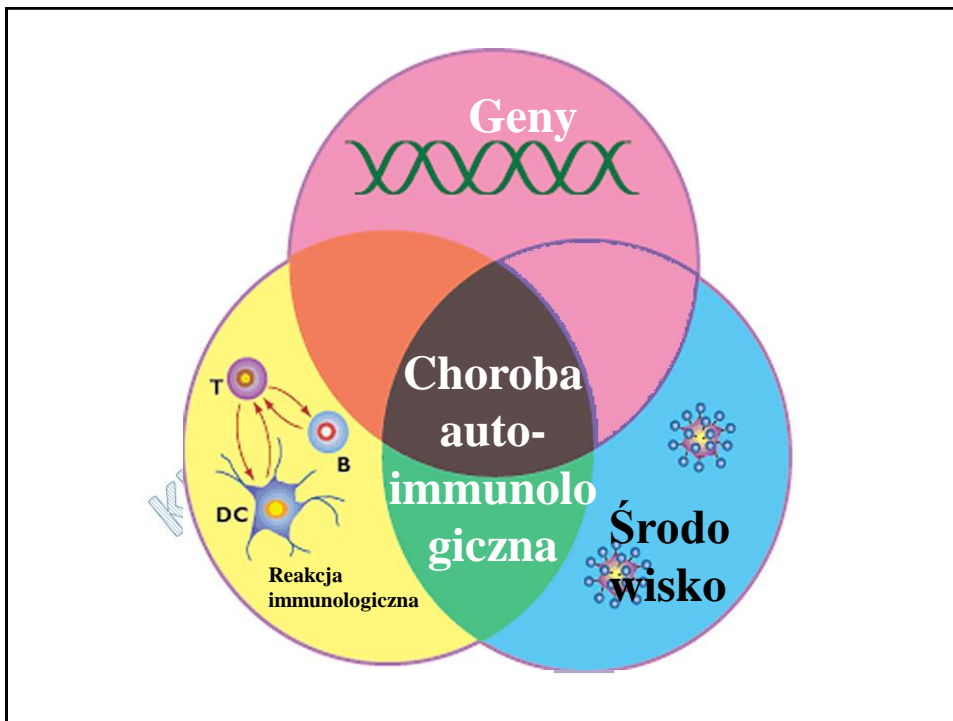 Geny
Choroba
auto-
immunolo
giczna
T
B
DC
Reakcja
immunologiczna
Środo
wisko